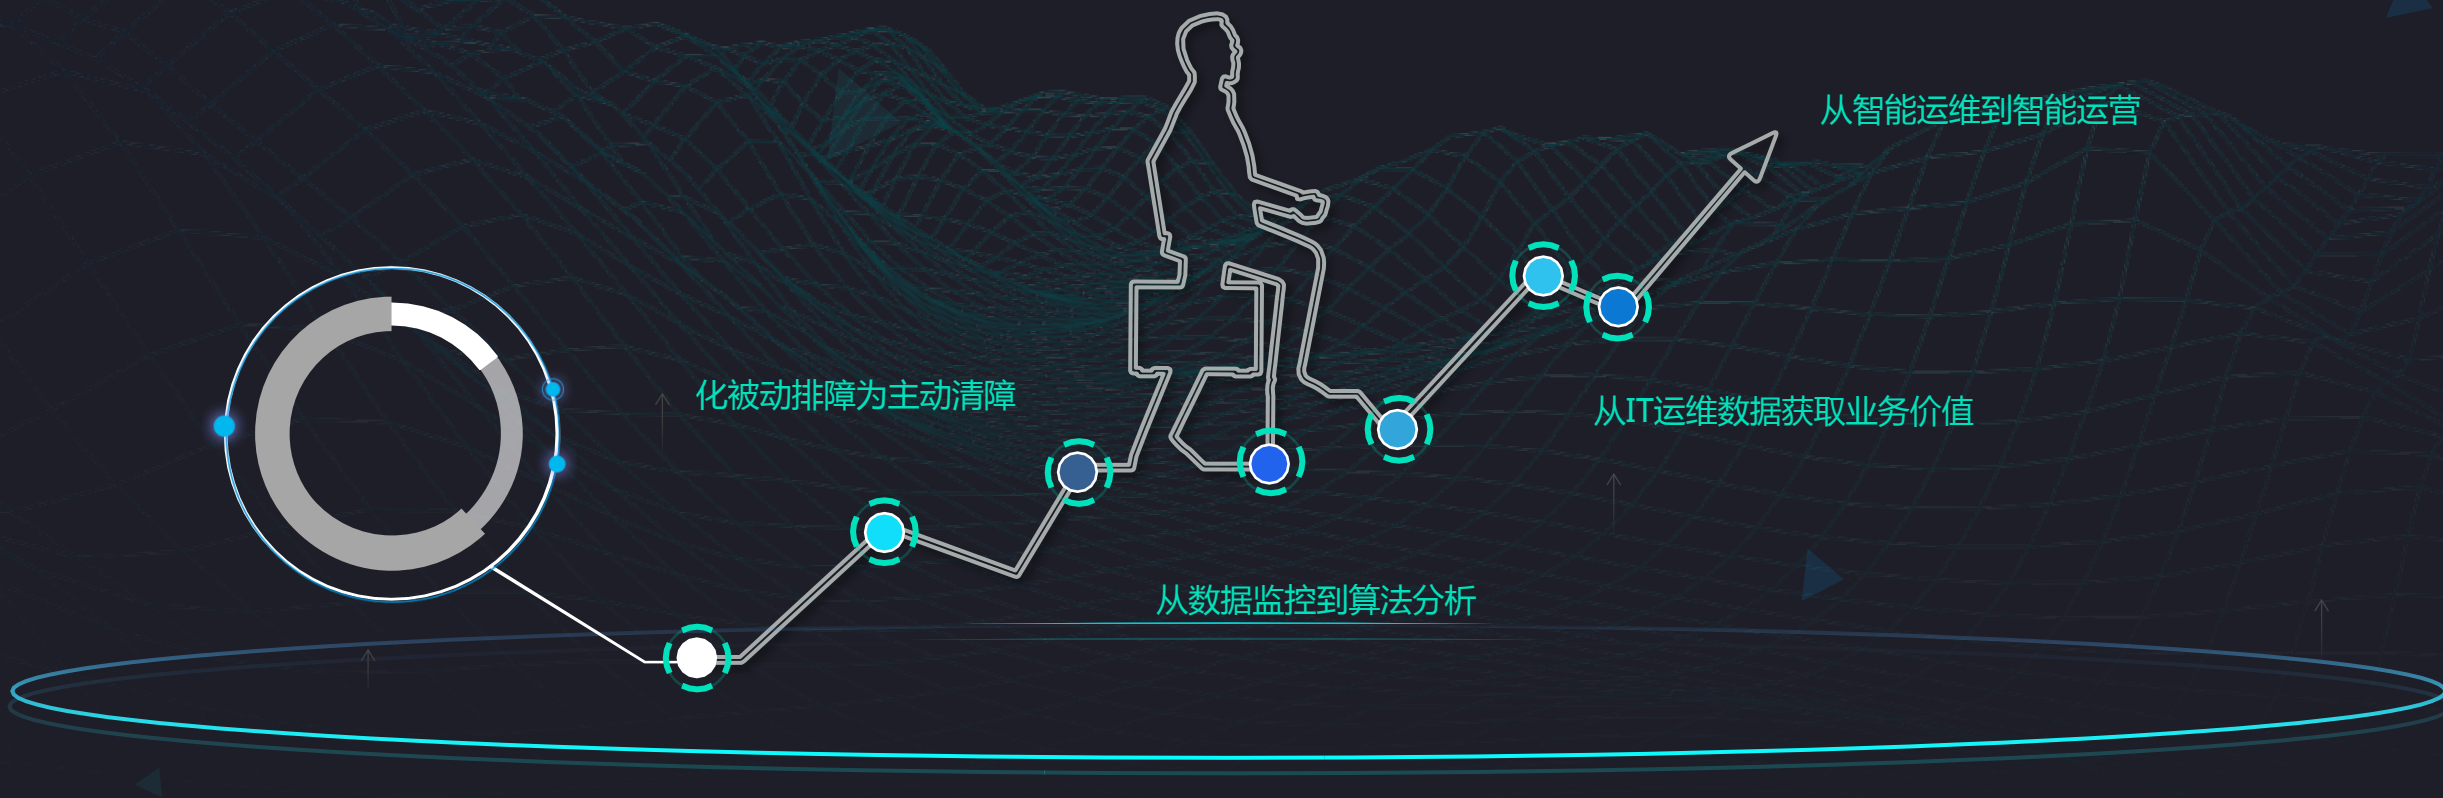 从智能运维到智能运营
化被动排障为主动清障
从IT运维数据获取业务价值
从数据监控到算法分析